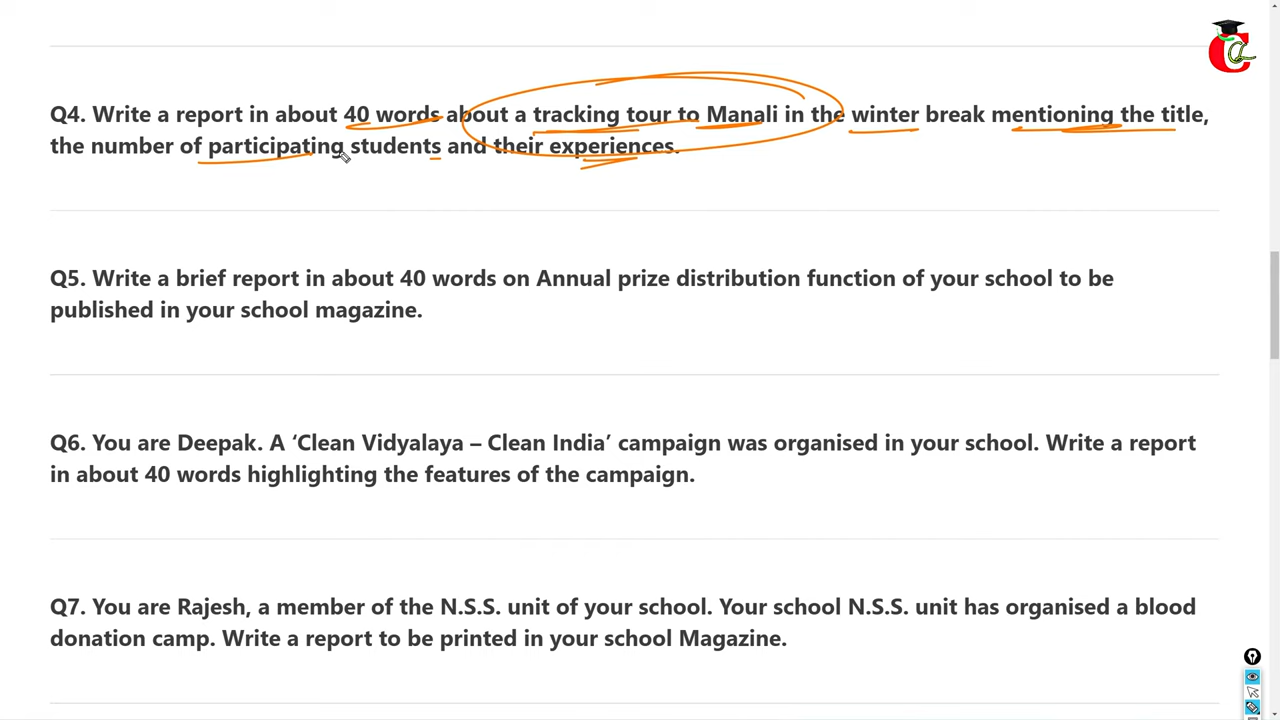 Q4. Write a report in about 40 words about a tracking tour to Manali in the winter break mentioning the title,
the number of participating students and their experiences.
Q5. Write a brief report in about 40 words on Annual prize distribution function of your school to be
published in your school magazine.
Q6. You are Deepak. A ‘Clean Vidyalaya – Clean India’ campaign was organised in your school. Write a report
in about 40 words highlighting the features of the campaign.
Q7. You are Rajesh, a member of the N.S.S. unit of your school. Your school N.S.S. unit has organised a blood
donation camp. Write a report to be printed in your school Magazine.